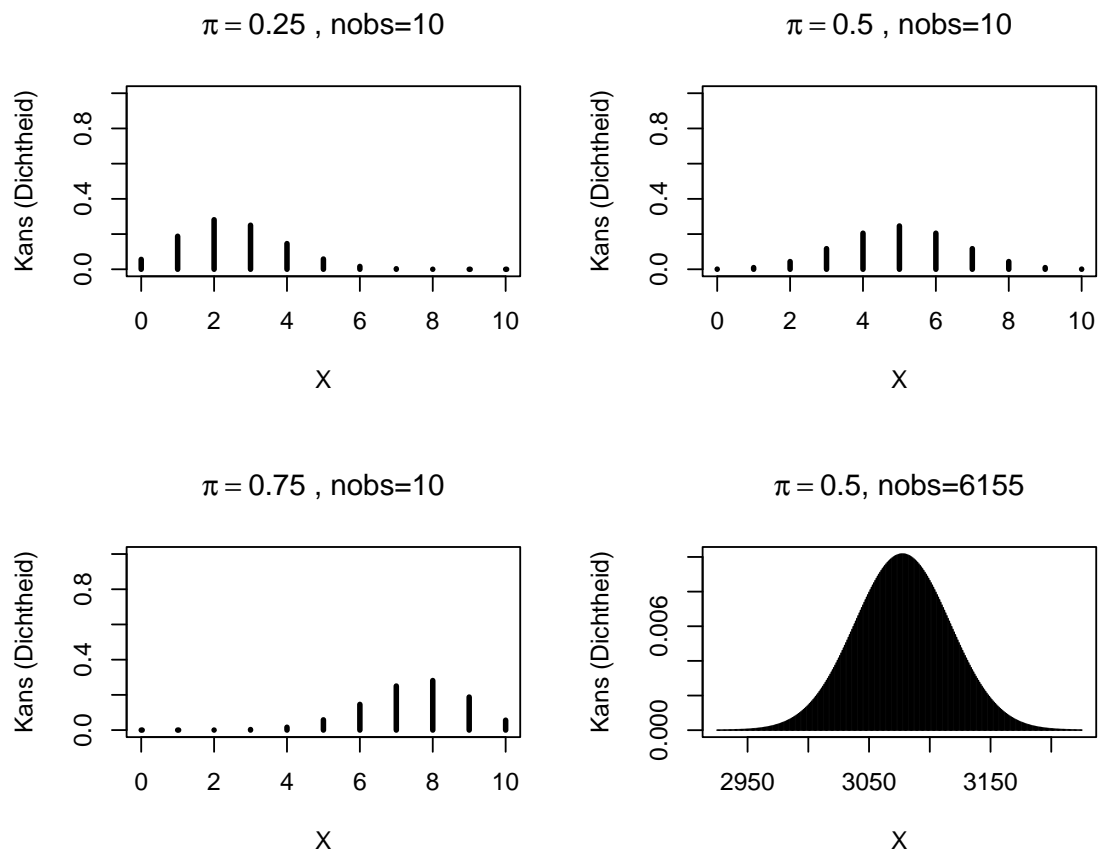 π = 0.25 , nobs=10
Kans (Dichtheid)
0.0 0.4 0.8
0 2 4 6 8 10
X
π = 0.5 , nobs=10
Kans (Dichtheid)
0.0 0.4 0.8
0 2 4 6 8 10
X
π = 0.75 , nobs=10
Kans (Dichtheid)
0.0 0.4 0.8
0 2 4 6 8 10
X
π = 0.5, nobs=6155
Kans (Dichtheid)
0.000 0.006
2950 3050 3150
X